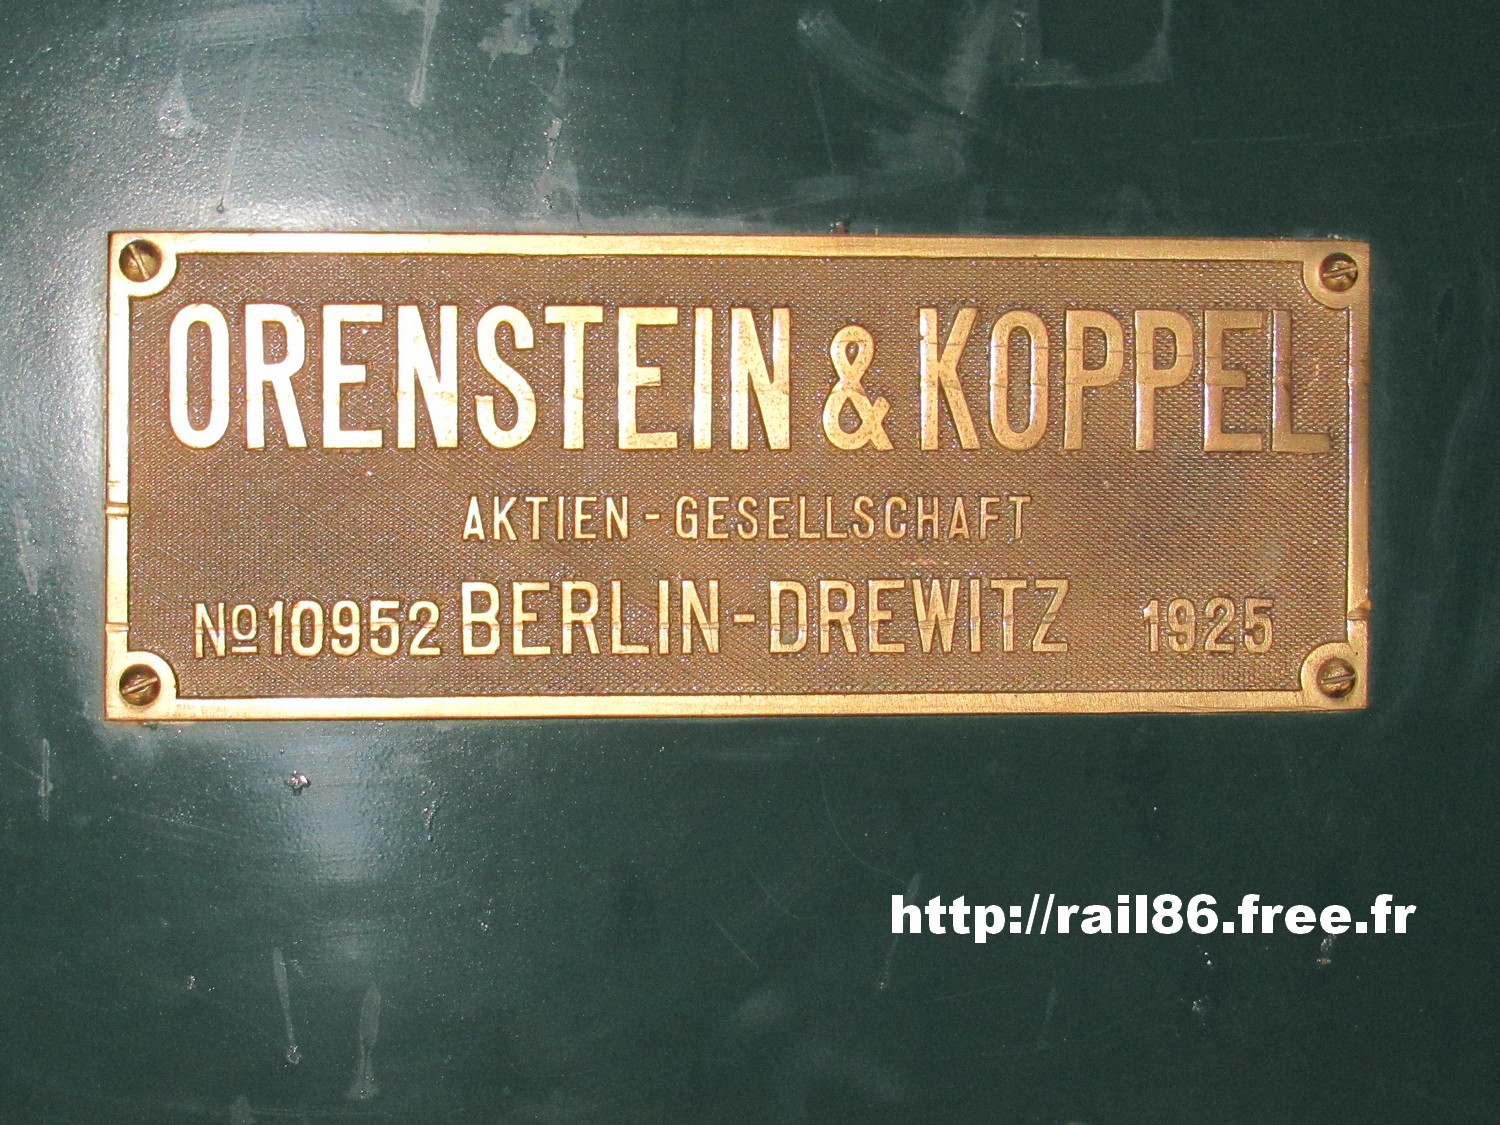 ORENSTEIN & KOPPEL
AKTIEN-GESELLSCHAFT
No 10952 BERLIN-DREWITZ 1925
http://rail86.free.fr